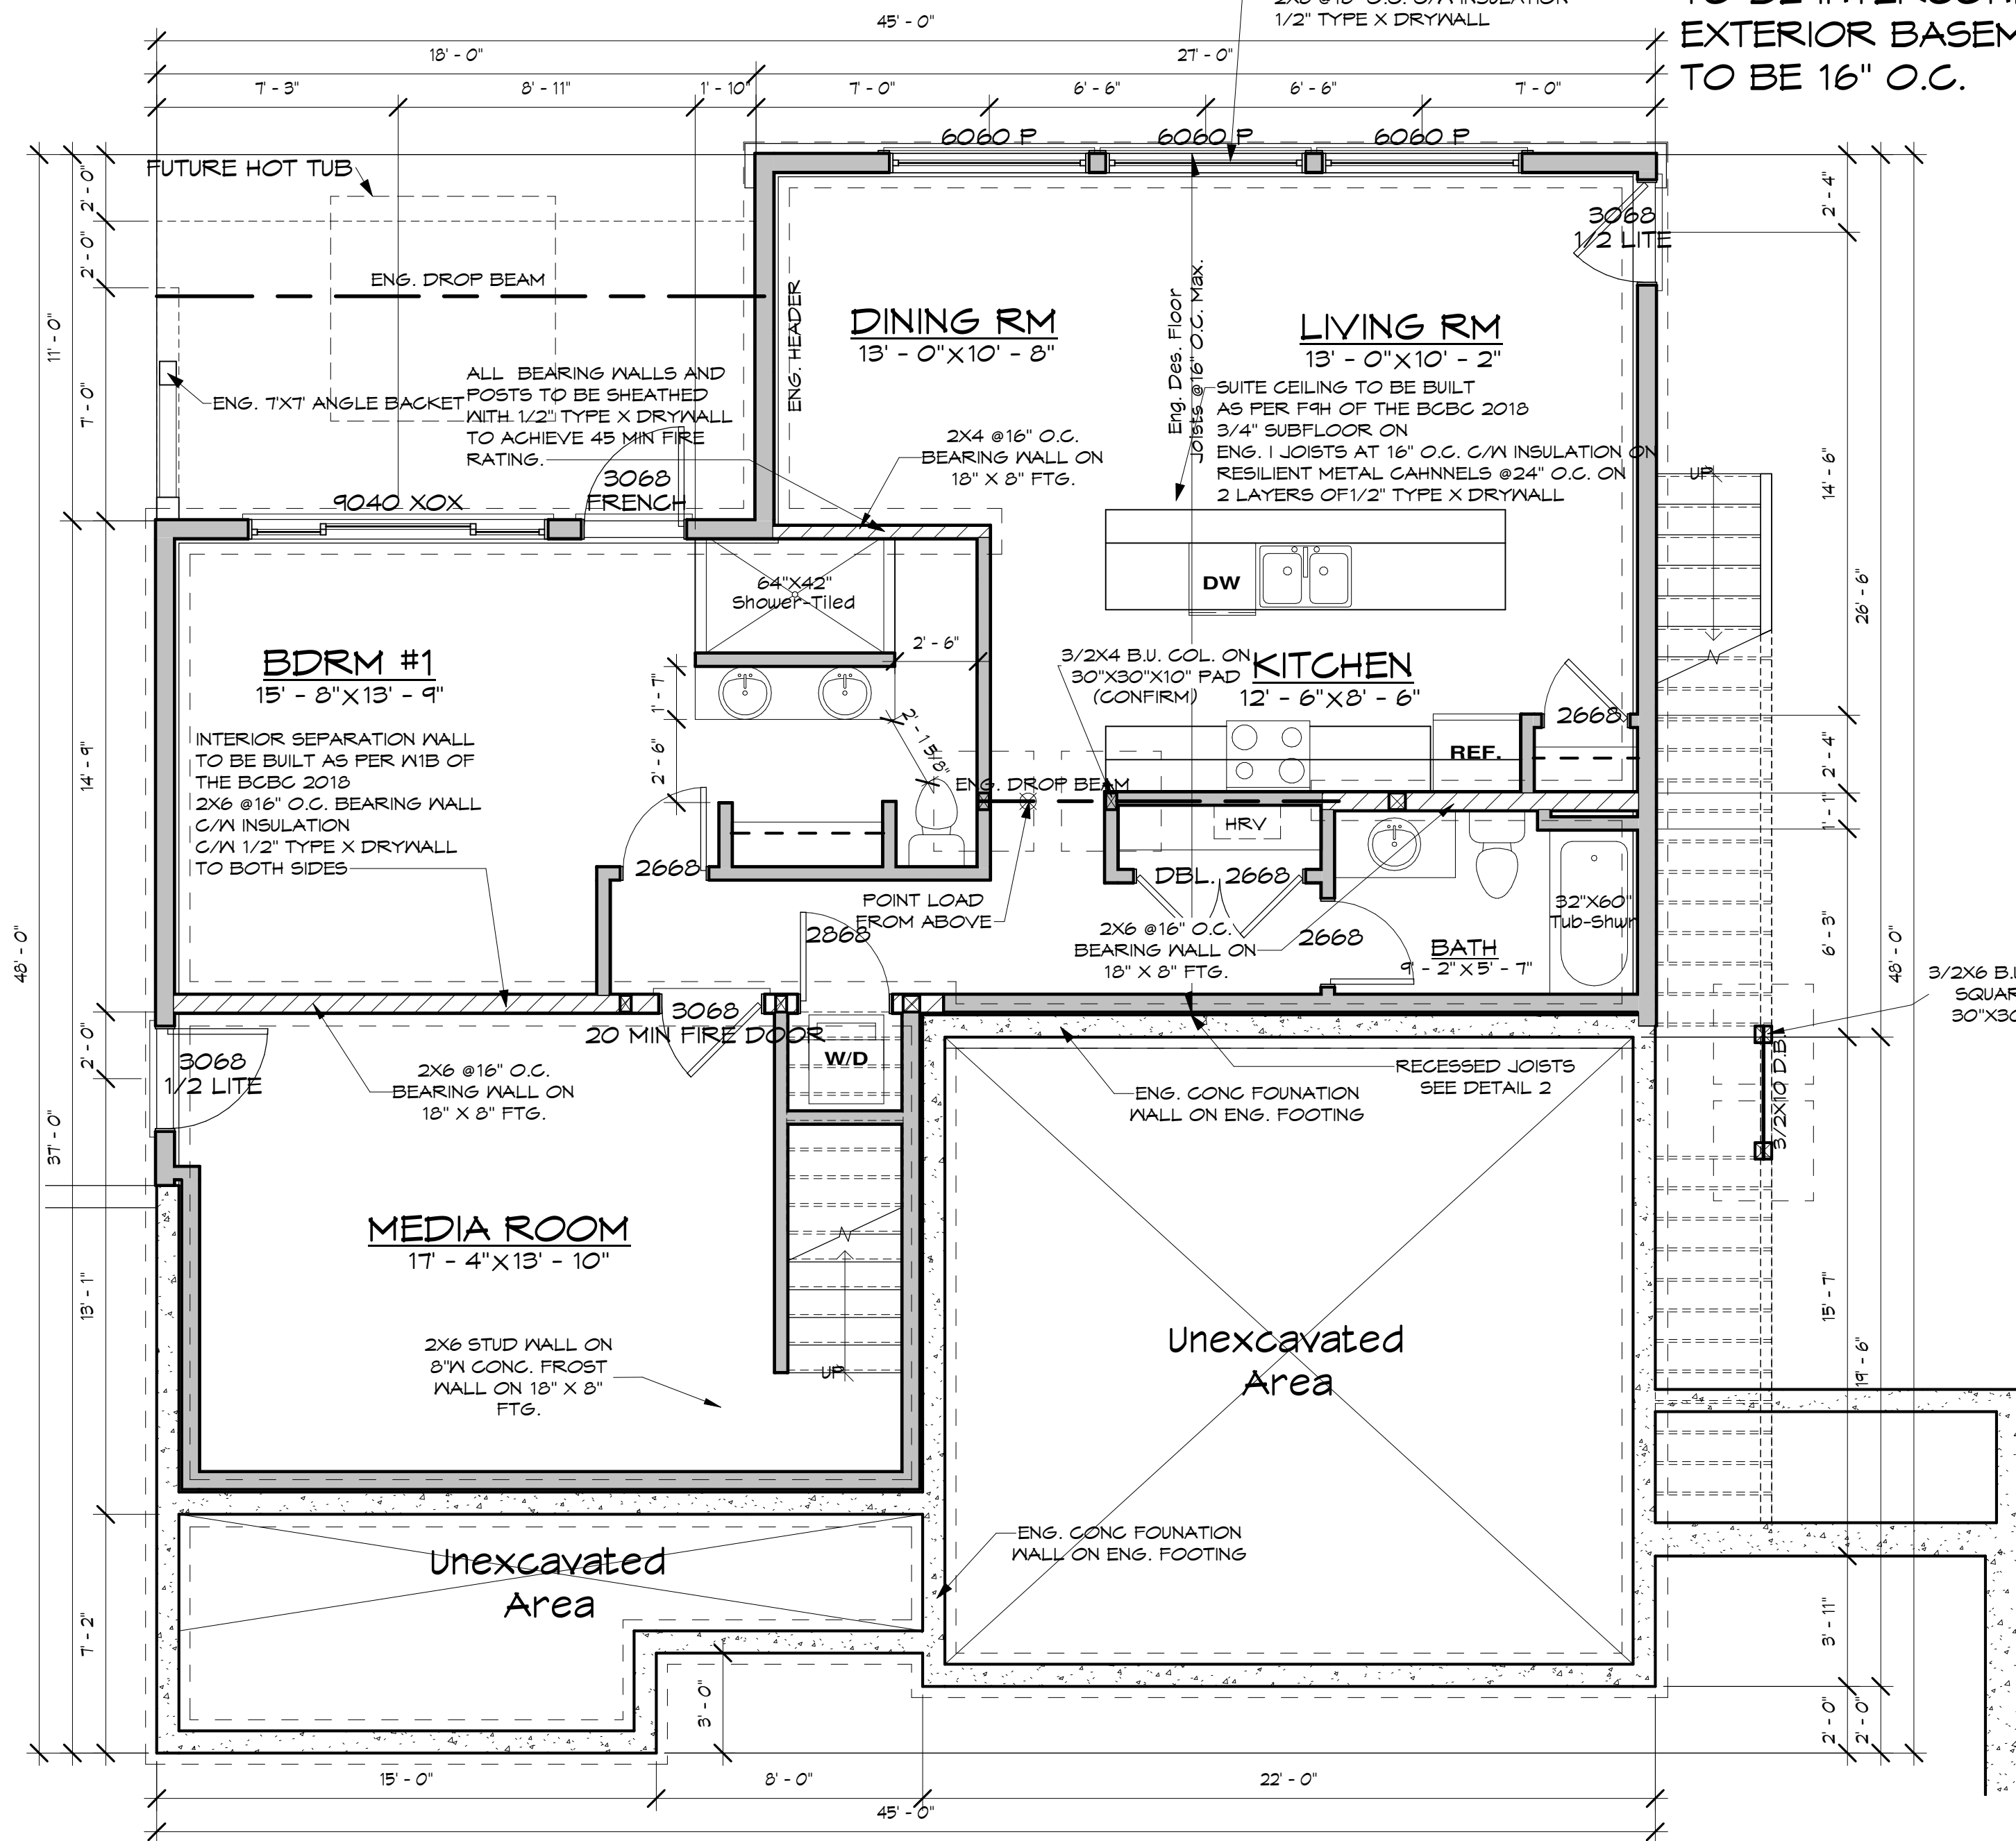 2X6 @16" O.C. C/W INSULATION
1/2" TYPE X DRYWALL
EXTERIOR BASEM
TO BE 16" O.C.
45' - 0"
18' - 0"
27' - 0"
7' - 3"
8' - 11"
1' - 10"
7' - 0"
6' - 6"
6' - 6"
7' - 0"
6060 P
6060 P
6060 P
FUTURE HOT TUB
ENG. DROP BEAM
ENG. 7'X7' ANGLE BACKET
ALL BEARING WALLS AND
POSTS TO BE SHEATHED
WITH 1/2" TYPE X DRYWALL
TO ACHIEVE 45 MIN FIRE
RATING.
3068
FRENCH
9040 XOX
ENG. HEADER
DINING RM
13' - 0"X10' - 8"
2X4 @16" O.C.
BEARING WALL ON
18" X 8" FTG.
Eng. Des. Floor
Joists @16" O.C. Max.
LIVING RM
13' - 0"X10' - 2"
SUITE CEILING TO BE BUILT
AS PER F9H OF THE BCBC 2018
3/4" SUBFLOOR ON
ENG. I JOISTS AT 16" O.C. C/W INSULATION ON
RESILIENT METAL CAHNNELS @24" O.C. ON
2 LAYERS OF1/2" TYPE X DRYWALL
3068
1/2 LITE
UP
2' - 0"
2' - 0"
7' - 0"
11' - 0"
14' - 9"
48' - 0"
2' - 0"
37' - 0"
13' - 1"
7' - 2"
2' - 4"
14' - 6"
26' - 6"
2' - 4"
1' - 1"
6' - 3"
48' - 0"
15' - 7"
19' - 6"
3' - 11"
2' - 0"
2' - 0"
64"X42"
Shower-Tiled
2' - 6"
1' - 7"
2' - 6"
2' - 1 5/8"
BDRM #1
15' - 8"X13' - 9"
INTERIOR SEPARATION WALL
TO BE BUILT AS PER W1B OF
THE BCBC 2018
2X6 @16" O.C. BEARING WALL
C/W INSULATION
C/W 1/2" TYPE X DRYWALL
TO BOTH SIDES
DW
3/2X4 B.U. COL. ON
30"X30"X10" PAD
(CONFIRM)
KITCHEN
12' - 6"X8' - 6"
REF.
2668
ENG. DROP BEAM
HRV
2668
DBL. 2668
POINT LOAD
FROM ABOVE
2868
2X6 @16" O.C.
BEARING WALL ON
18" X 8" FTG.
2668
BATH
9' - 2"X5' - 7"
32"X60"
Tub-Shwr
3068
20 MIN FIRE DOOR
W/D
3068
1/2 LITE
2X6 @16" O.C.
BEARING WALL ON
18" X 8" FTG.
RECESSED JOISTS
SEE DETAIL 2
ENG. CONC FOUNATION
WALL ON ENG. FOOTING
3/2X6 B.U
SQUAR
30"X30
3/2X10 D.B.
MEDIA ROOM
17' - 4"X13' - 10"
2X6 STUD WALL ON
8"W CONC. FROST
WALL ON 18" X 8"
FTG.
UP
Unexcavated
Area
ENG. CONC FOUNATION
WALL ON ENG. FOOTING
Unexcavated
Area
3' - 0"
15' - 0"
8' - 0"
22' - 0"
45' - 0"